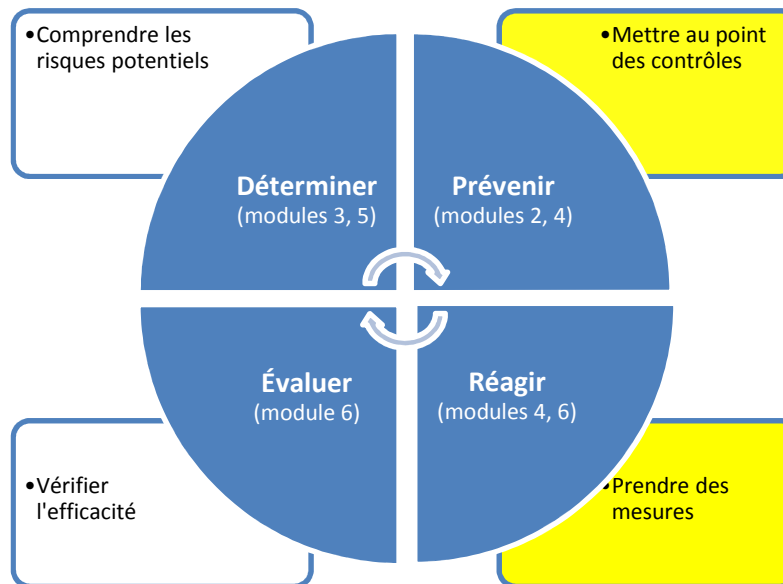 •Comprendre les
risques potentiels
•Mettre au point
des contrôles
Déterminer
(modules 3, 5)
Prévenir
(modules 2, 4)
Évaluer
(module 6)
Réagir
(modules 4, 6)
•Vérifier
l'efficacité
•Prendre des
mesures